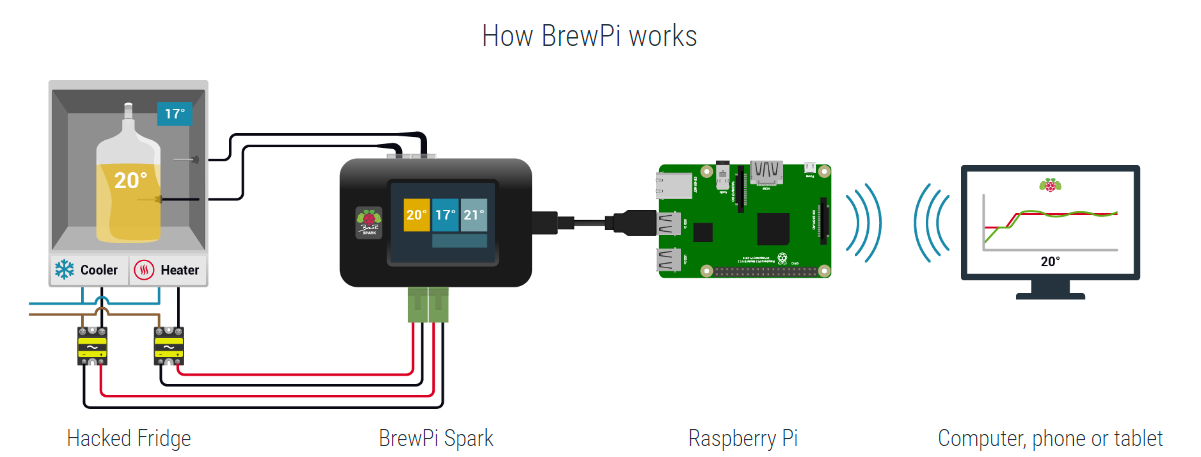 How BrewPi works
17°
20°
Cooler
Heater
20°
17°
21°
SPARK
20°
Hacked Fridge
BrewPi Spark
Raspberry Pi
Computer, phone or tablet